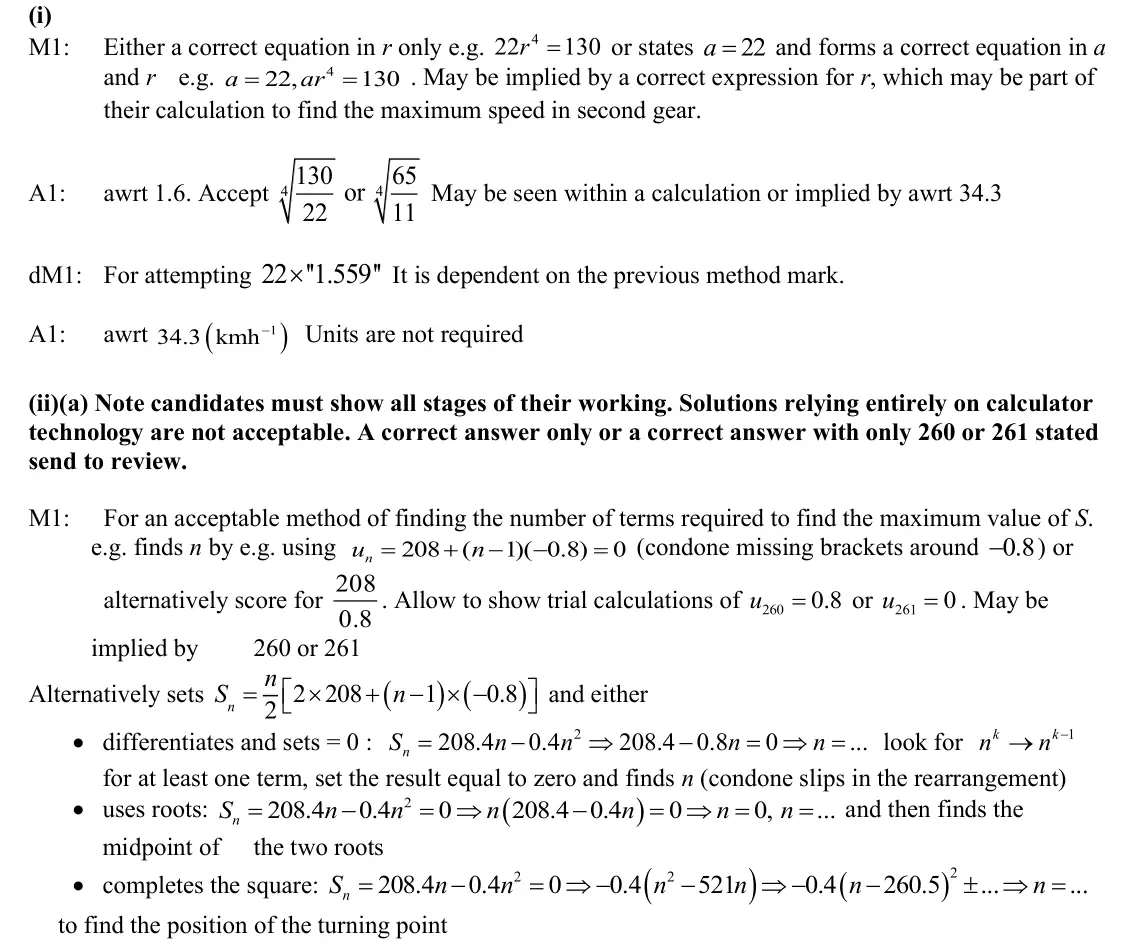 (i)
M1: Either a correct equation in r only e.g. 22r⁴ = 130 or states a = 22 and forms a correct equation in a
and r e.g. a = 22, ar⁴ = 130 . May be implied by a correct expression for r, which may be part of
their calculation to find the maximum speed in second gear.
A1: awrt 1.6. Accept ⁴√(130/22) or ⁴√(65/11) May be seen within a calculation or implied by awrt 34.3
dM1: For attempting 22×"1.559" It is dependent on the previous method mark.
A1: awrt 34.3 (kmh⁻¹) Units are not required
(ii)(a) Note candidates must show all stages of their working. Solutions relying entirely on calculator
technology are not acceptable. A correct answer only or a correct answer with only 260 or 261 stated
send to review.
M1: For an acceptable method of finding the number of terms required to find the maximum value of S.
e.g. finds n by e.g. using uₙ = 208 + (n − 1)(−0.8) = 0 (condone missing brackets around −0.8) or
alternatively score for 208/0.8 . Allow to show trial calculations of u₂₆₀ = 0.8 or u₂₆₁ = 0 . May be
implied by 260 or 261
Alternatively sets Sₙ = n/2[2×208+(n−1)×(−0.8)] and either
• differentiates and sets = 0 : Sₙ = 208.4n − 0.4n² ⇒ 208.4 − 0.8n = 0 ⇒ n = ... look for nᵏ → nᵏ⁻¹
for at least one term, set the result equal to zero and finds n (condone slips in the rearrangement)
• uses roots: Sₙ = 208.4n − 0.4n² = 0 ⇒ n(208.4 − 0.4n) = 0 ⇒ n = 0, n = ... and then finds the
midpoint of the two roots
• completes the square: Sₙ = 208.4n − 0.4n² = 0 ⇒ −0.4(n² − 521n) ⇒ −0.4(n − 260.5)² ± ... ⇒ n = ...
to find the position of the turning point